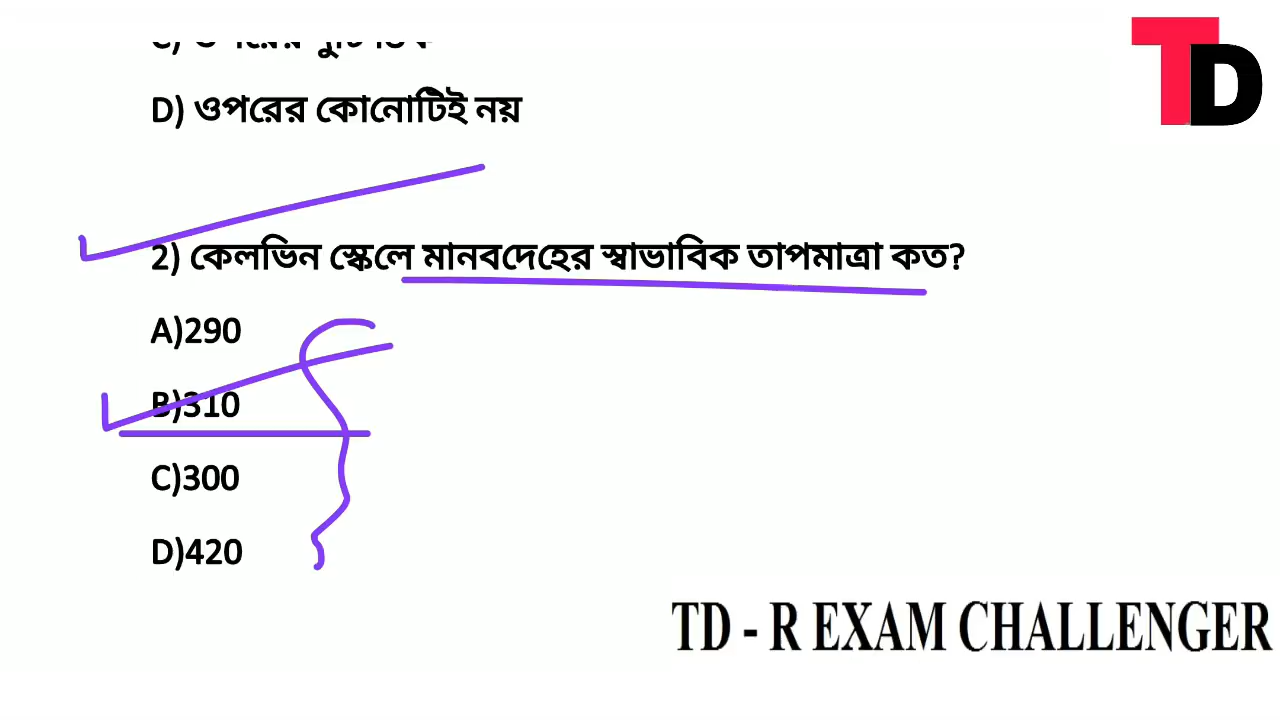 TD
D) ওপরের কোনোটিই নয়
2) কেলভিন স্কেলে মানবদেহের স্বাভাবিক তাপমাত্রা কত?
A)290
B)310
C)300
D)420
TD - R EXAM CHALLENGER